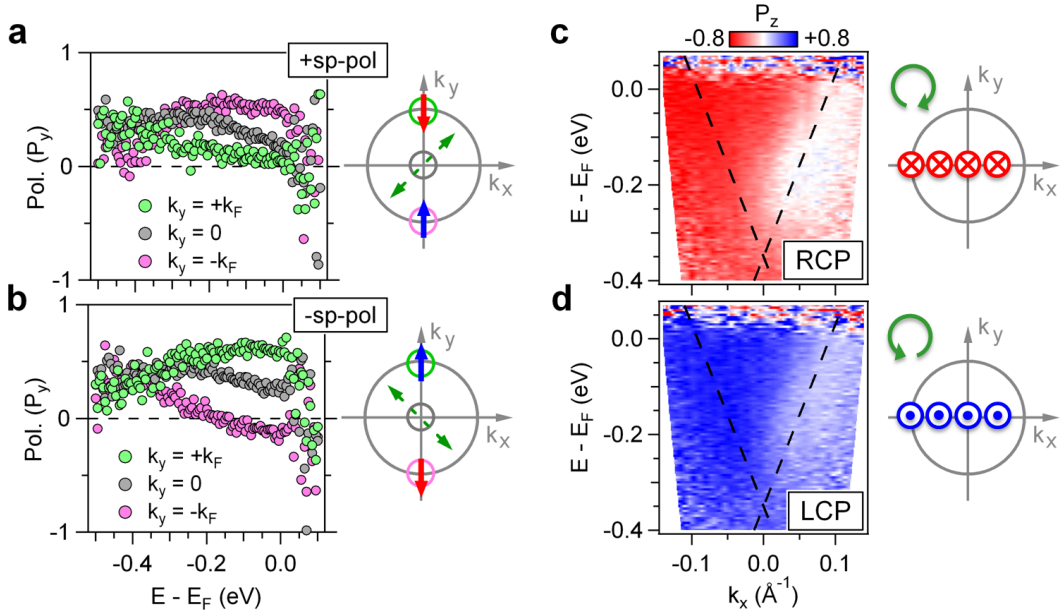 a
+sp-pol
Pol. (Py)
1
0
-1
ky = +kF
ky = 0
ky = -kF
ky
kx
b
-sp-pol
Pol. (Py)
1
0
-1
ky = +kF
ky = 0
ky = -kF
-0.4
-0.2
0.0
E - EF (eV)
ky
kx
c
Pz
-0.8
+0.8
E - EF (eV)
0.0
-0.2
-0.4
RCP
ky
kx
d
E - EF (eV)
0.0
-0.2
-0.4
LCP
-0.1
0.0
0.1
kx (Å-1)
ky
kx